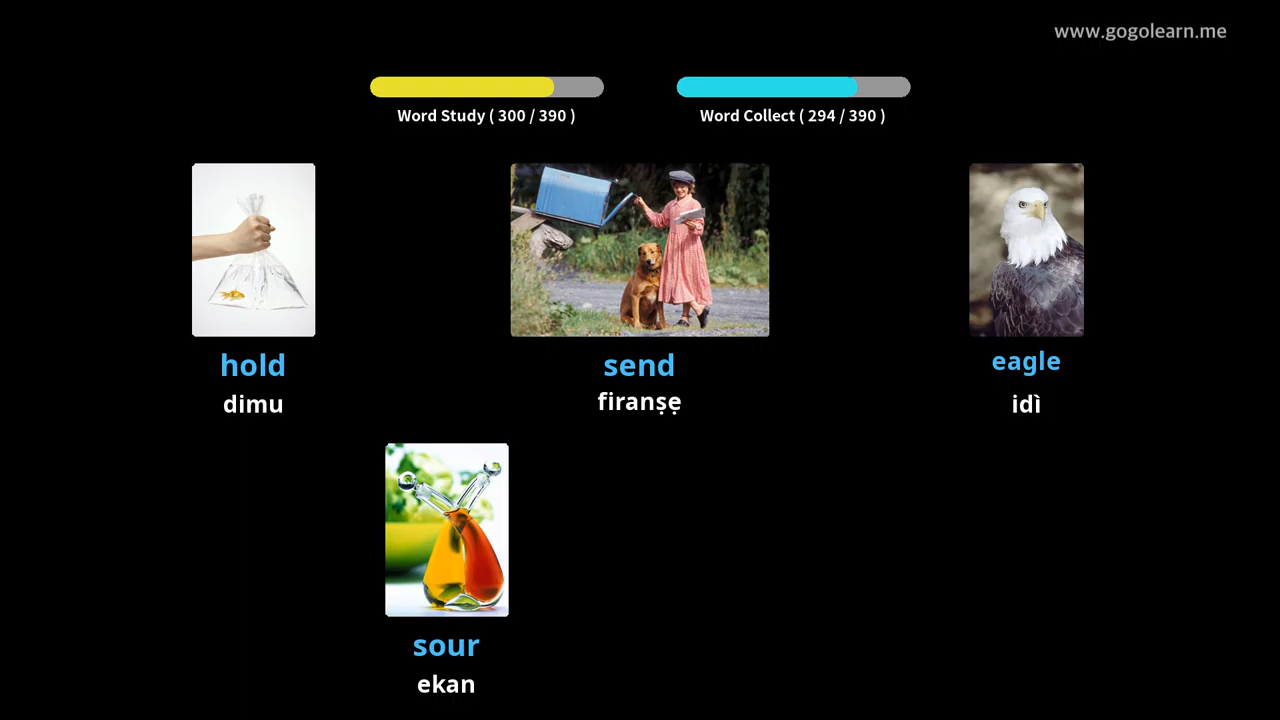 www.gogolearn.me
Word Study ( 300 / 390 )
Word Collect ( 294 / 390 )
hold
dimu
send
firanṣẹ
eagle
idì
sour
ekan